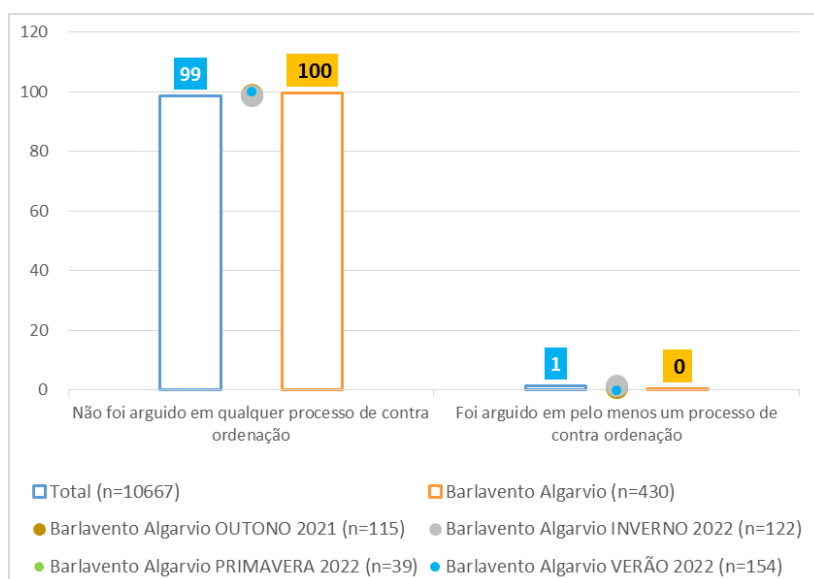 120
100
80
60
40
20
0
99
100
1
0
Não foi arguido em qualquer processo de contra
ordenação
Foi arguido em pelo menos um processo de
contra ordenação
Total (n=10667)
Barlavento Algarvio (n=430)
Barlavento Algarvio OUTONO 2021 (n=115)
Barlavento Algarvio INVERNO 2022 (n=122)
Barlavento Algarvio PRIMAVERA 2022 (n=39)
Barlavento Algarvio VERÃO 2022 (n=154)